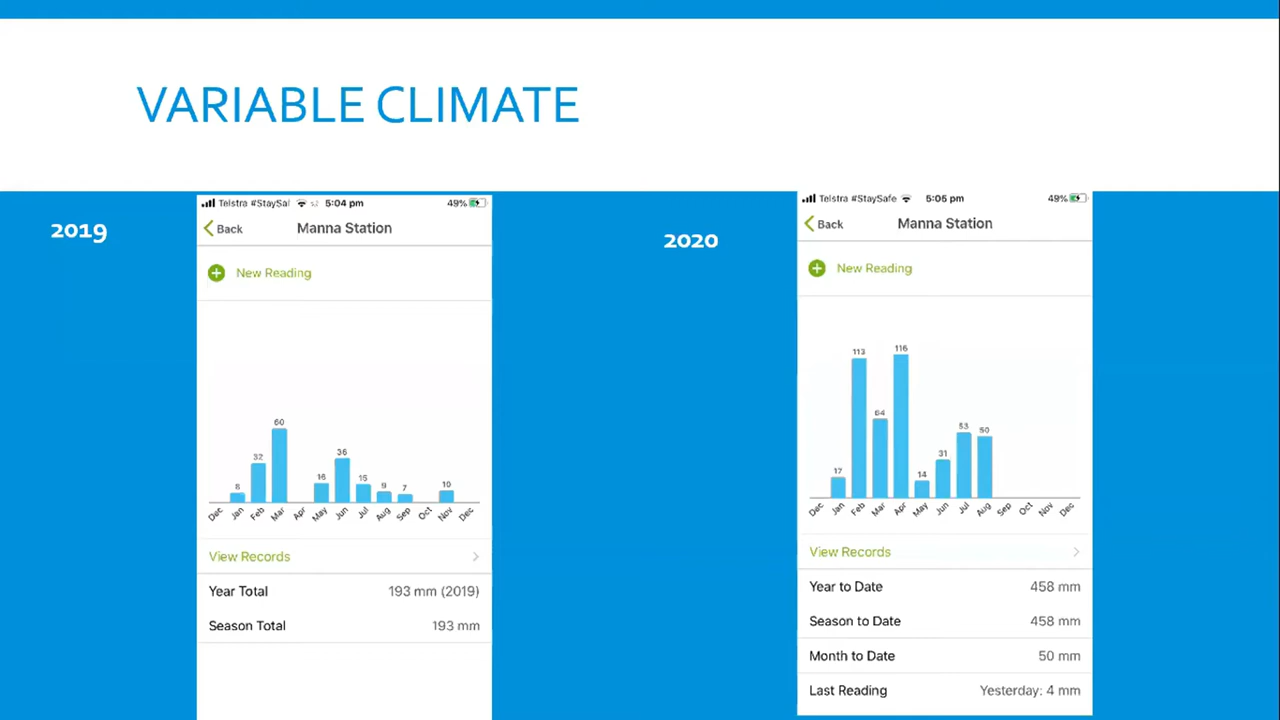 VARIABLE CLIMATE
2019
Telstra #StaySal 5:04 pm 49%
Back Manna Station
New Reading
60
36
32
16
15
10
9
8
7
Dec Jan Feb Mar Apr May Jun Jul Aug Sep Oct Nov Dec
View Records
Year Total 193 mm (2019)
Season Total 193 mm
2020
Telstra #StaySafe 5:05 pm 49%
Back Manna Station
New Reading
116
113
64
53
50
31
17
14
Dec Jan Feb Mar Apr May Jun Jul Aug Sep Oct Nov Dec
View Records
Year to Date 458 mm
Season to Date 458 mm
Month to Date 50 mm
Last Reading Yesterday: 4 mm